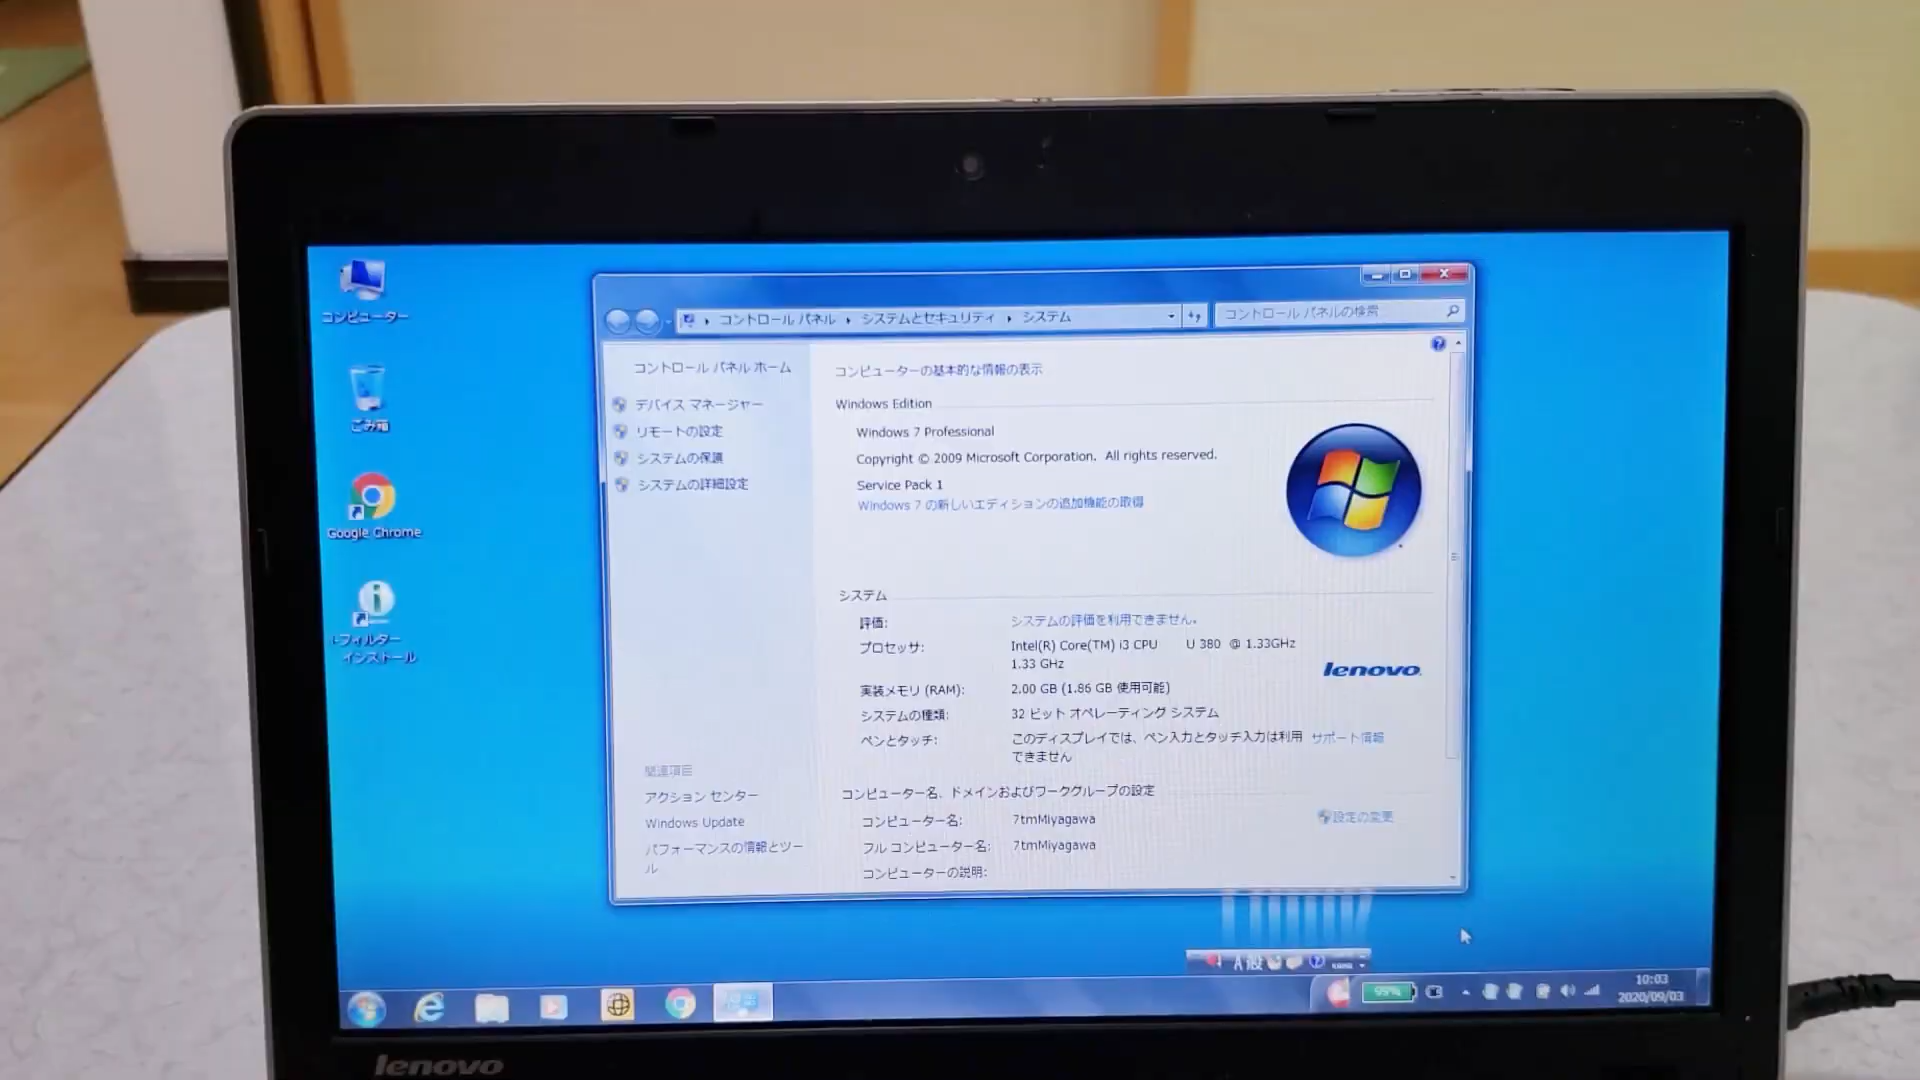 コンピューター
ごみ箱
Google Chrome
i-フィルター
インストール
コントロール パネル
システムとセキュリティ
システム
コントロール パネルの検索
コントロール パネル ホーム
デバイス マネージャー
リモートの設定
システムの保護
システムの詳細設定
関連項目
アクション センター
Windows Update
パフォーマンスの情報とツー
ル
コンピューターの基本的な情報の表示
Windows Edition
Windows 7 Professional
Copyright © 2009 Microsoft Corporation. All rights reserved.
Service Pack 1
Windows 7 の新しいエディションの追加機能の取得
システム
評価: システムの評価を利用できません。
プロセッサ: Intel(R) Core(TM) i3 CPU U 380 @ 1.33GHz
1.33 GHz
lenovo
実装メモリ (RAM): 2.00 GB (1.86 GB 使用可能)
システムの種類: 32 ビット オペレーティング システム
ペンとタッチ: このディスプレイでは、ペン入力とタッチ入力は利用 サポート情報
できません
コンピューター名、ドメインおよびワークグループの設定
コンピューター名: 7tmMiyagawa 設定の変更
フル コンピューター名: 7tmMiyagawa
コンピューターの説明:
A 般
99%
10:03
2020/09/03
lenovo